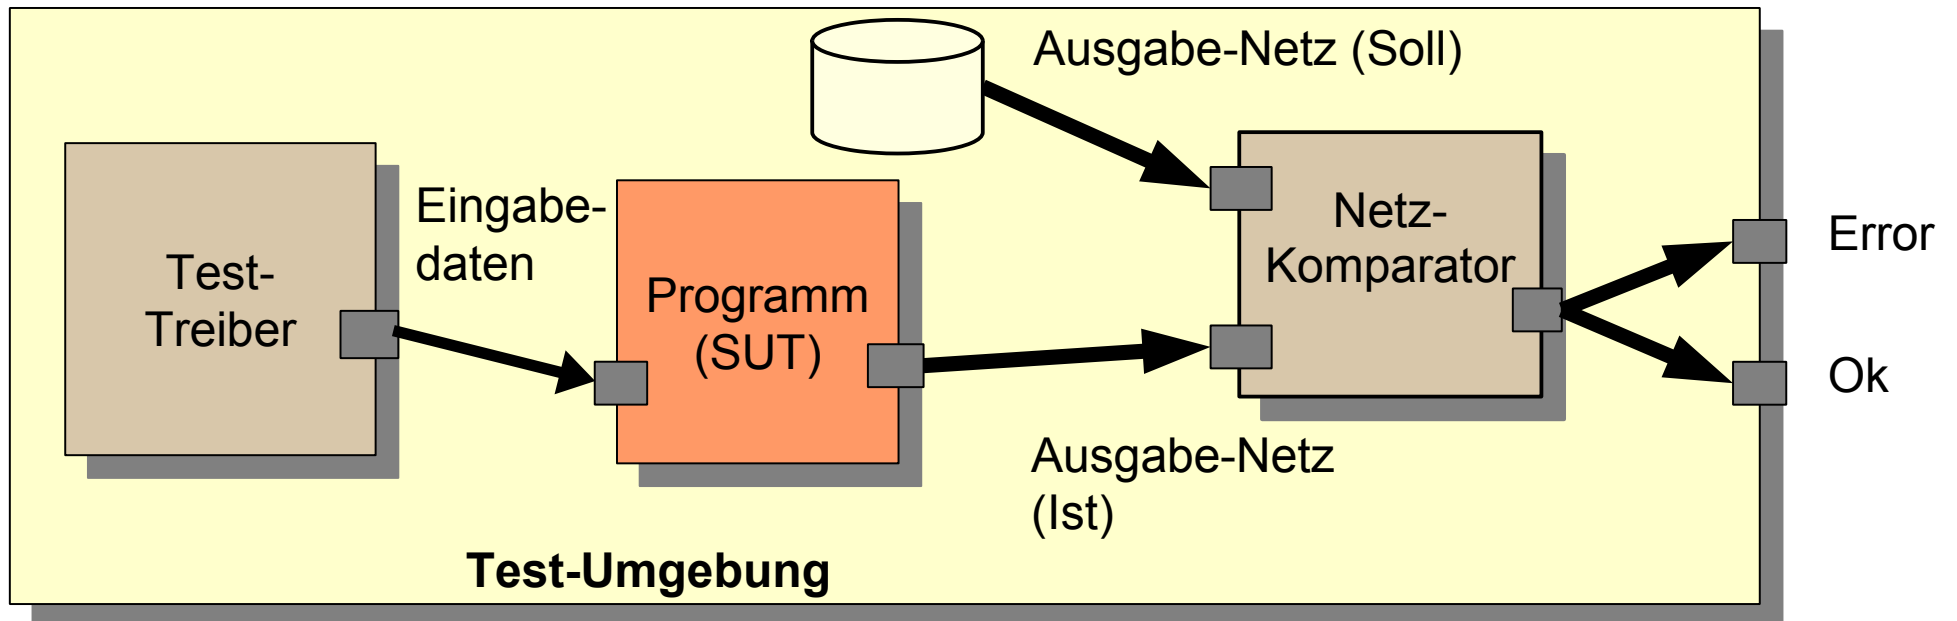 Ausgabe-Netz (Soll)
Eingabe-
daten
Test-
Treiber
Programm
(SUT)
Netz-
Komparator
Error
Ok
Ausgabe-Netz
(Ist)
Test-Umgebung